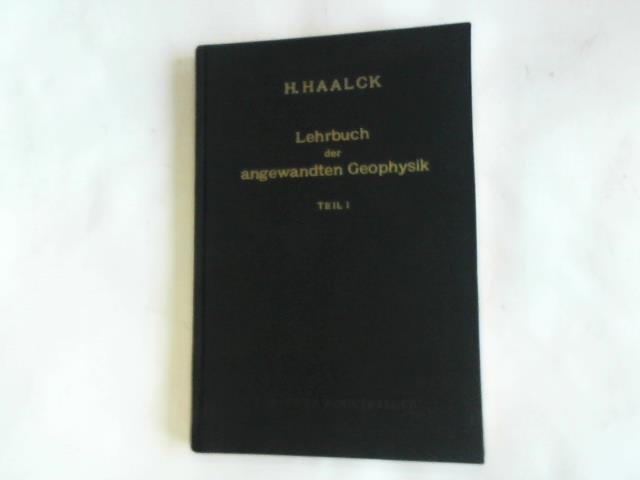 H. HAALCK
Lehrbuch
der
angewandten Geophysik
TEIL I